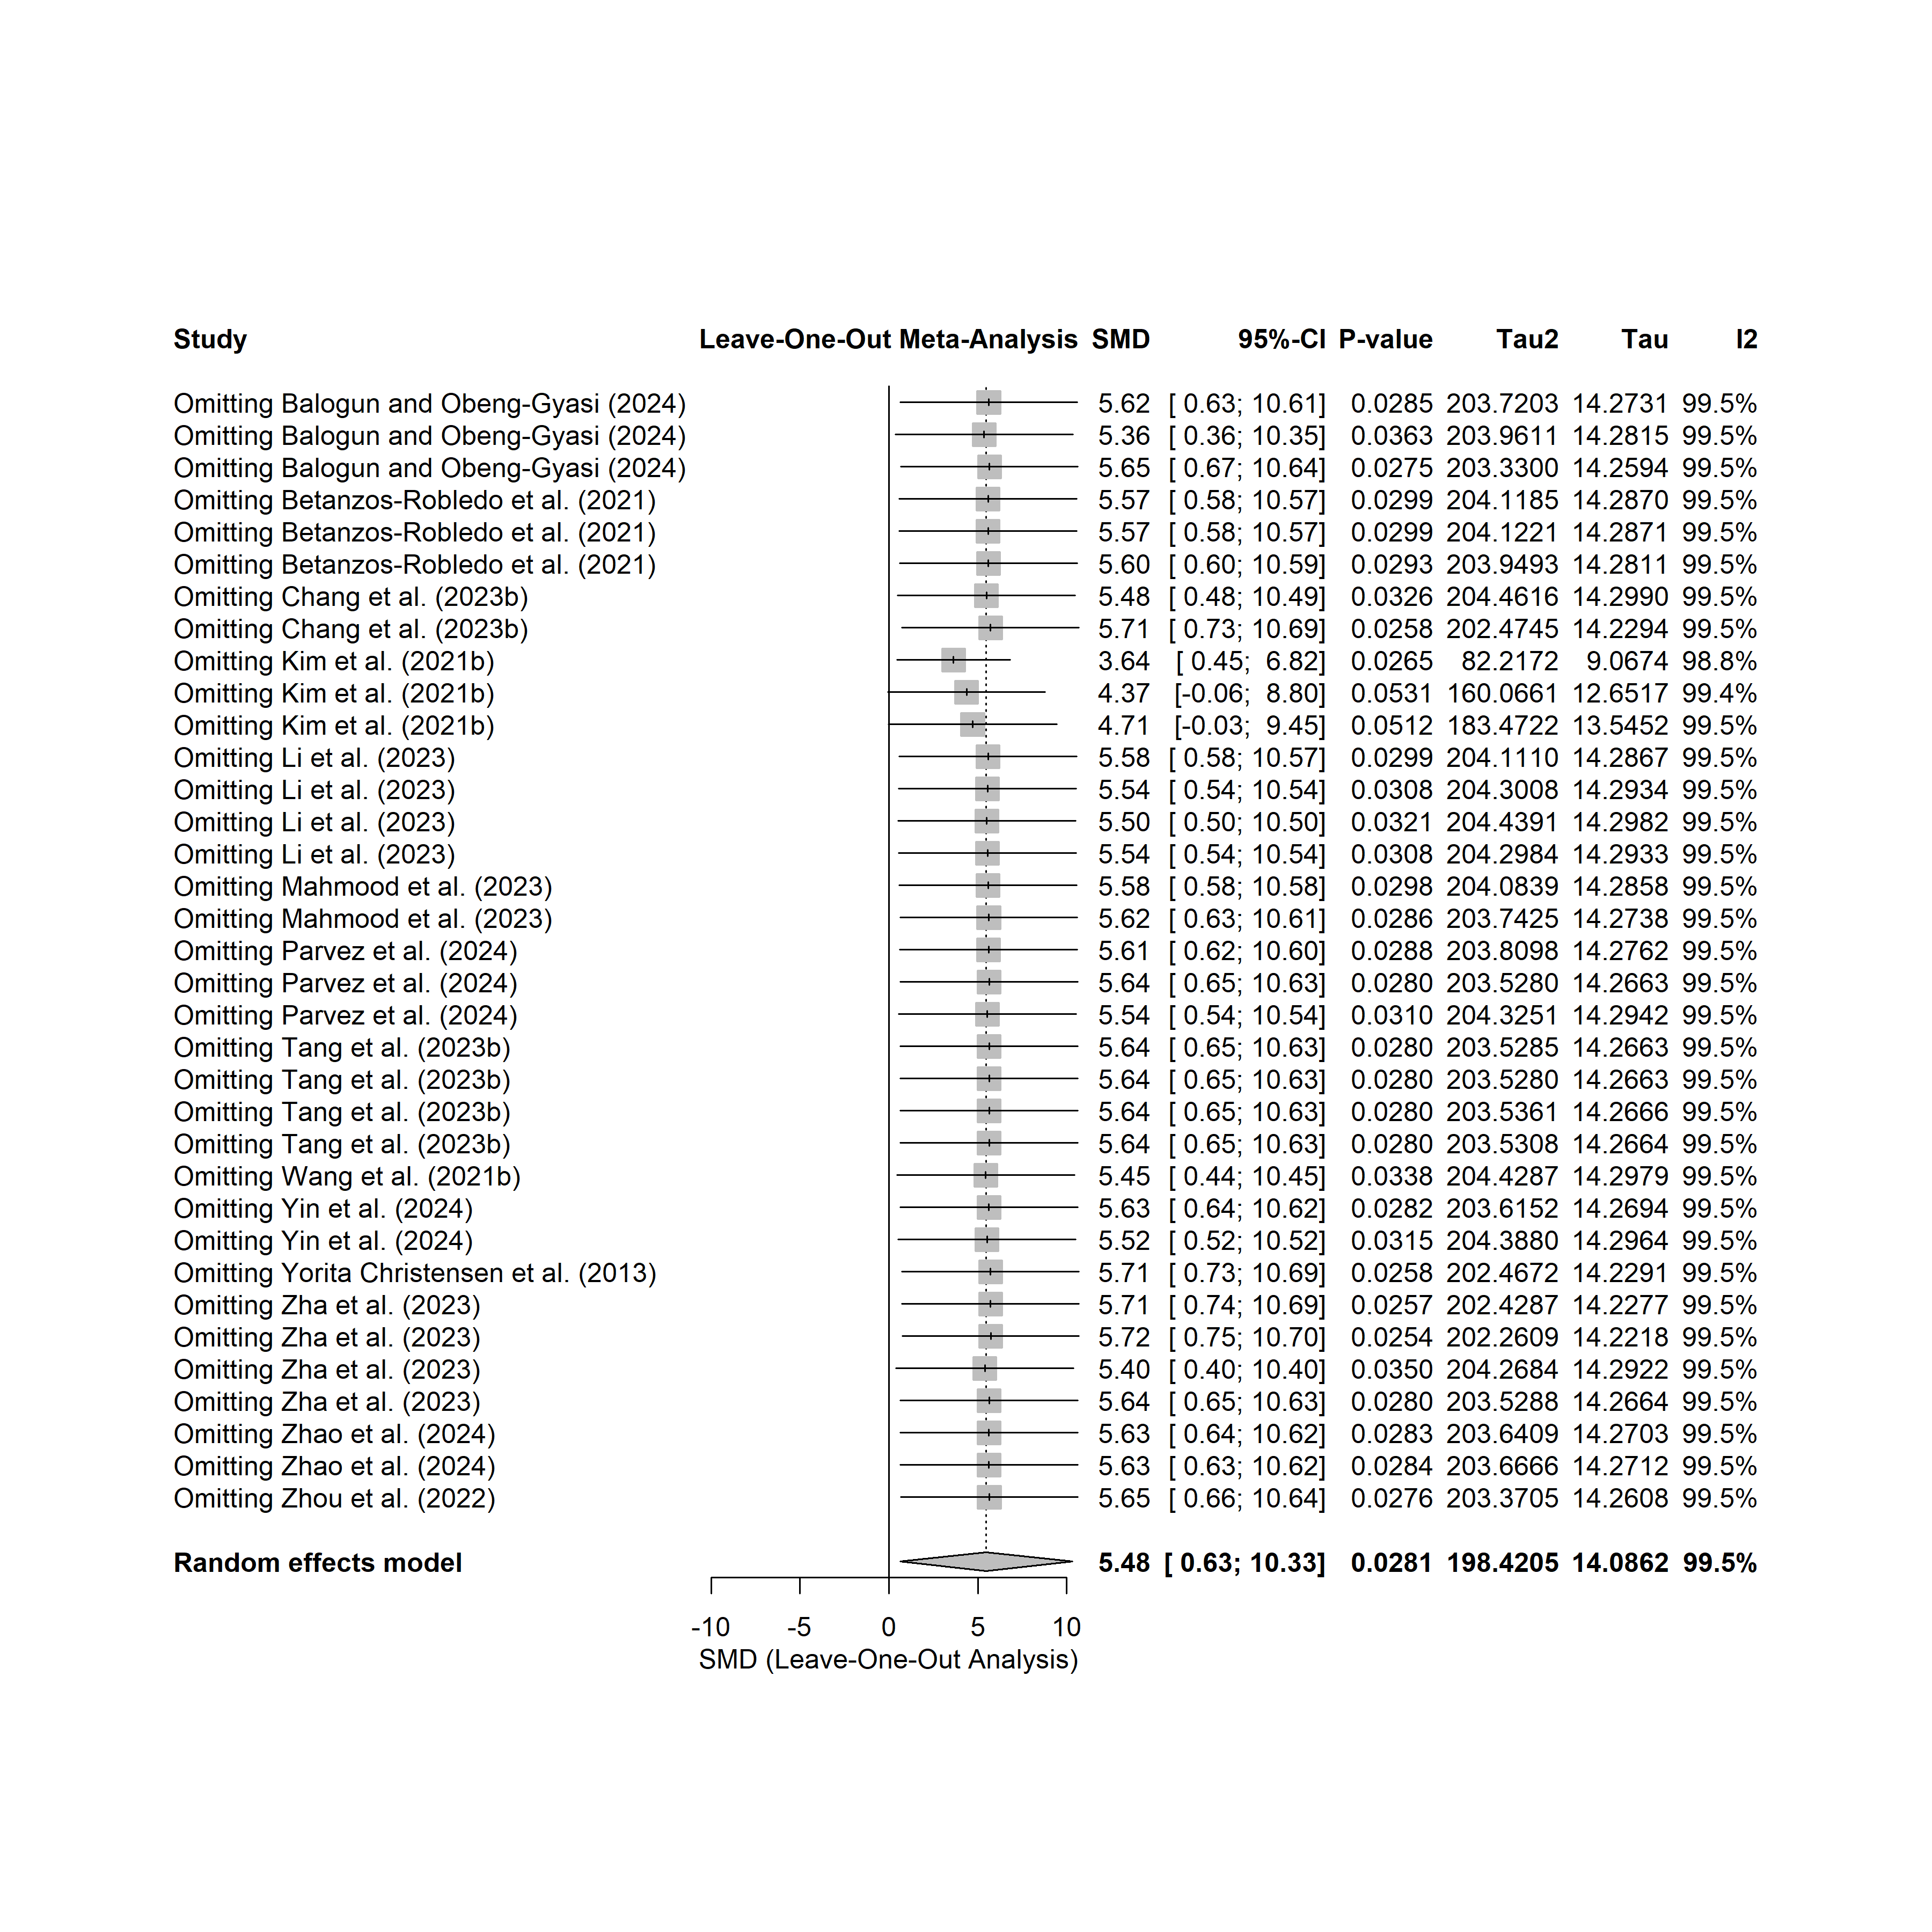 Study Leave-One-Out Meta-Analysis SMD 95%-CI P-value Tau2 Tau I2
Omitting Balogun and Obeng-Gyasi (2024) 5.62 [ 0.63; 10.61] 0.0285 203.7203 14.2731 99.5%
Omitting Balogun and Obeng-Gyasi (2024) 5.36 [ 0.36; 10.35] 0.0363 203.9611 14.2815 99.5%
Omitting Balogun and Obeng-Gyasi (2024) 5.65 [ 0.67; 10.64] 0.0275 203.3300 14.2594 99.5%
Omitting Betanzos-Robledo et al. (2021) 5.57 [ 0.58; 10.57] 0.0299 204.1185 14.2870 99.5%
Omitting Betanzos-Robledo et al. (2021) 5.57 [ 0.58; 10.57] 0.0299 204.1221 14.2871 99.5%
Omitting Betanzos-Robledo et al. (2021) 5.60 [ 0.60; 10.59] 0.0293 203.9493 14.2811 99.5%
Omitting Chang et al. (2023b) 5.48 [ 0.48; 10.49] 0.0326 204.4616 14.2990 99.5%
Omitting Chang et al. (2023b) 5.71 [ 0.73; 10.69] 0.0258 202.4745 14.2294 99.5%
Omitting Kim et al. (2021b) 3.64 [ 0.45; 6.82] 0.0265 82.2172 9.0674 98.8%
Omitting Kim et al. (2021b) 4.37 [-0.06; 8.80] 0.0531 160.0661 12.6517 99.4%
Omitting Kim et al. (2021b) 4.71 [-0.03; 9.45] 0.0512 183.4722 13.5452 99.5%
Omitting Li et al. (2023) 5.58 [ 0.58; 10.57] 0.0299 204.1110 14.2867 99.5%
Omitting Li et al. (2023) 5.54 [ 0.54; 10.54] 0.0308 204.3008 14.2934 99.5%
Omitting Li et al. (2023) 5.50 [ 0.50; 10.50] 0.0321 204.4391 14.2982 99.5%
Omitting Li et al. (2023) 5.54 [ 0.54; 10.54] 0.0308 204.2984 14.2933 99.5%
Omitting Mahmood et al. (2023) 5.58 [ 0.58; 10.58] 0.0298 204.0839 14.2858 99.5%
Omitting Mahmood et al. (2023) 5.62 [ 0.63; 10.61] 0.0286 203.7425 14.2738 99.5%
Omitting Parvez et al. (2024) 5.61 [ 0.62; 10.60] 0.0288 203.8098 14.2762 99.5%
Omitting Parvez et al. (2024) 5.64 [ 0.65; 10.63] 0.0280 203.5280 14.2663 99.5%
Omitting Parvez et al. (2024) 5.54 [ 0.54; 10.54] 0.0310 204.3251 14.2942 99.5%
Omitting Tang et al. (2023b) 5.64 [ 0.65; 10.63] 0.0280 203.5285 14.2663 99.5%
Omitting Tang et al. (2023b) 5.64 [ 0.65; 10.63] 0.0280 203.5280 14.2663 99.5%
Omitting Tang et al. (2023b) 5.64 [ 0.65; 10.63] 0.0280 203.5361 14.2666 99.5%
Omitting Tang et al. (2023b) 5.64 [ 0.65; 10.63] 0.0280 203.5308 14.2664 99.5%
Omitting Wang et al. (2021b) 5.45 [ 0.44; 10.45] 0.0338 204.4287 14.2979 99.5%
Omitting Yin et al. (2024) 5.63 [ 0.64; 10.62] 0.0282 203.6152 14.2694 99.5%
Omitting Yin et al. (2024) 5.52 [ 0.52; 10.52] 0.0315 204.3880 14.2964 99.5%
Omitting Yorita Christensen et al. (2013) 5.71 [ 0.73; 10.69] 0.0258 202.4672 14.2291 99.5%
Omitting Zha et al. (2023) 5.71 [ 0.74; 10.69] 0.0257 202.4287 14.2277 99.5%
Omitting Zha et al. (2023) 5.72 [ 0.75; 10.70] 0.0254 202.2609 14.2218 99.5%
Omitting Zha et al. (2023) 5.40 [ 0.40; 10.40] 0.0350 204.2684 14.2922 99.5%
Omitting Zha et al. (2023) 5.64 [ 0.65; 10.63] 0.0280 203.5288 14.2664 99.5%
Omitting Zhao et al. (2024) 5.63 [ 0.64; 10.62] 0.0283 203.6409 14.2703 99.5%
Omitting Zhao et al. (2024) 5.63 [ 0.63; 10.62] 0.0284 203.6666 14.2712 99.5%
Omitting Zhou et al. (2022) 5.65 [ 0.66; 10.64] 0.0276 203.3705 14.2608 99.5%
Random effects model 5.48 [ 0.63; 10.33] 0.0281 198.4205 14.0862 99.5%
-10 -5 0 5 10
SMD (Leave-One-Out Analysis)